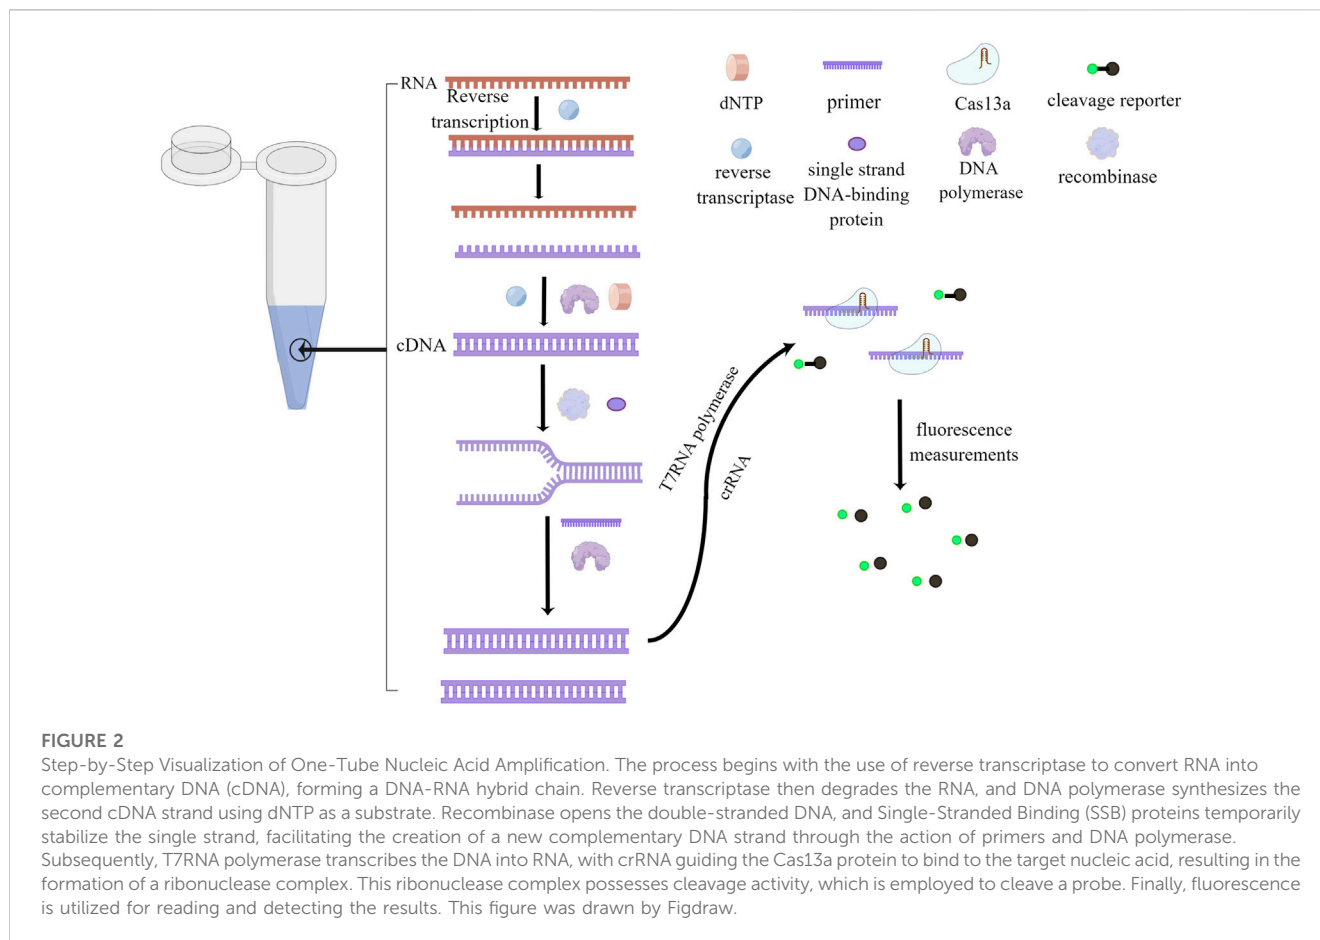 RNA
Reverse
transcription
cDNA
dNTP
primer
Cas13a
cleavage reporter
reverse
transcriptase
single strand
DNA-binding
protein
DNA
polymerase
recombinase
T7RNA polymerase
crRNA
fluorescence
measurements
FIGURE 2
Step-by-Step Visualization of One-Tube Nucleic Acid Amplification. The process begins with the use of reverse transcriptase to convert RNA into
complementary DNA (cDNA), forming a DNA-RNA hybrid chain. Reverse transcriptase then degrades the RNA, and DNA polymerase synthesizes the
second cDNA strand using dNTP as a substrate. Recombinase opens the double-stranded DNA, and Single-Stranded Binding (SSB) proteins temporarily
stabilize the single strand, facilitating the creation of a new complementary DNA strand through the action of primers and DNA polymerase.
Subsequently, T7RNA polymerase transcribes the DNA into RNA, with crRNA guiding the Cas13a protein to bind to the target nucleic acid, resulting in the
formation of a ribonuclease complex. This ribonuclease complex possesses cleavage activity, which is employed to cleave a probe. Finally, fluorescence
is utilized for reading and detecting the results. This figure was drawn by Figdraw.